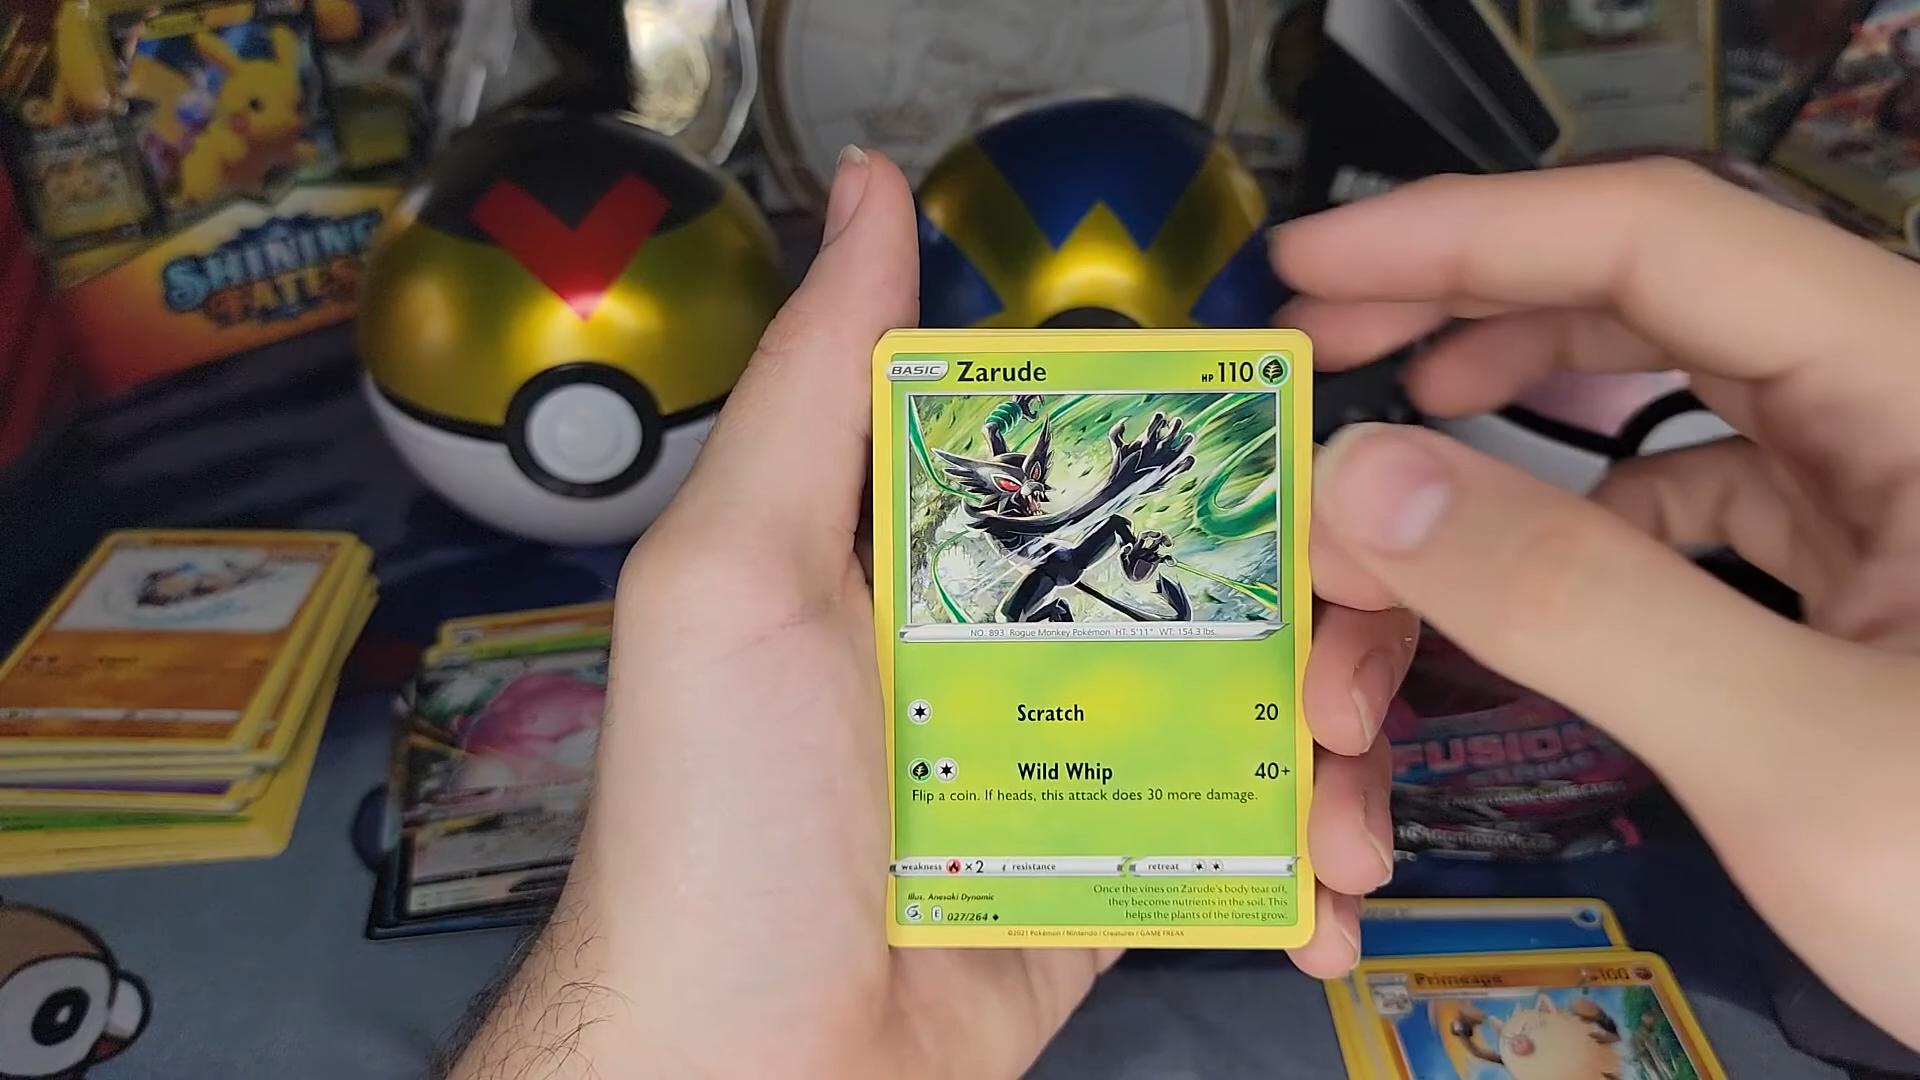 SHINING
FATES
BASIC Zarude HP 110
NO. 893 Rogue Monkey Pokémon HT: 5'11" WT: 154.3 lbs.
Scratch 20
Wild Whip 40+
Flip a coin. If heads, this attack does 30 more damage.
weakness ×2 resistance retreat
Illus. Anesaki Dynamic
Once the vines on Zarude's body tear off,
they become nutrients in the soil. This
helps the plants of the forest grow.
E 027/264
©2021 Pokémon / Nintendo / Creatures / GAME FREAK
FUSION
Primeape 100